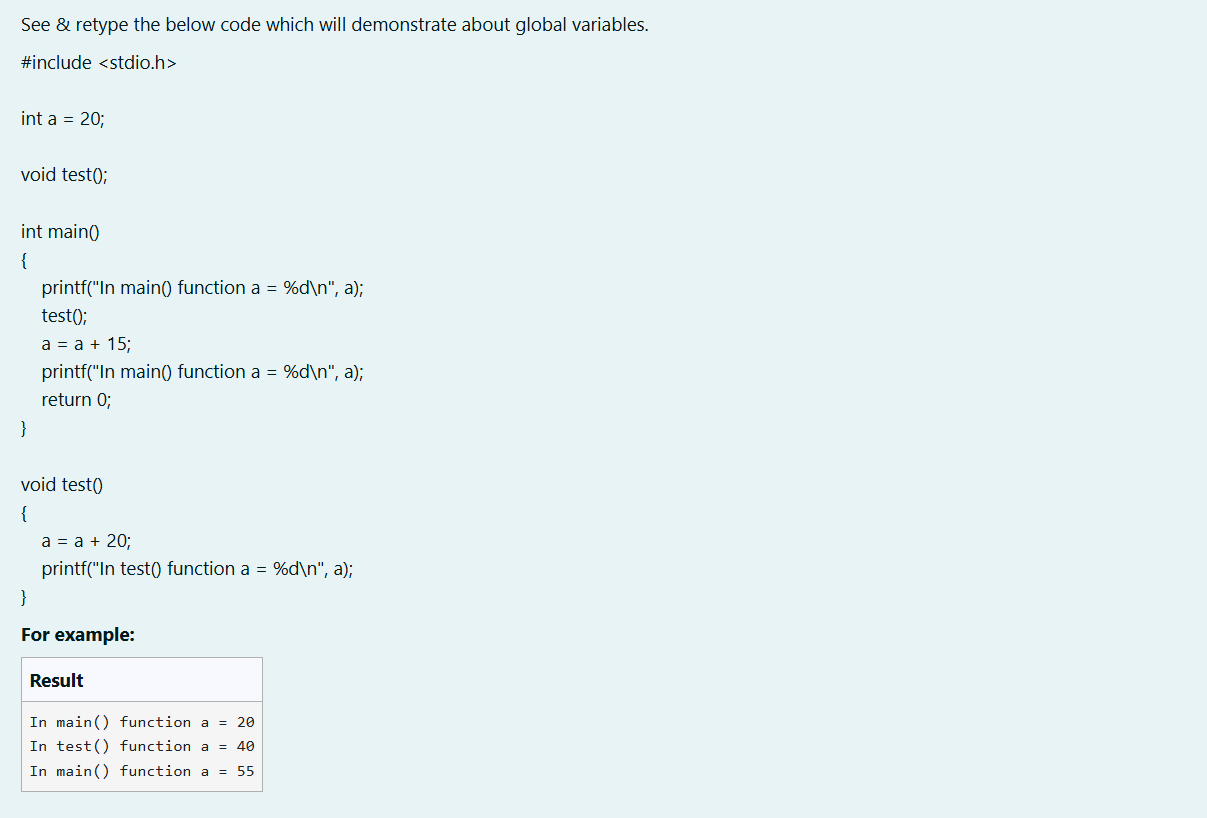 See & retype the below code which will demonstrate about global variables.
#include <stdio.h>
int a = 20;
void test();
int main()
{
printf("In main() function a = %d\n", a);
test();
a = a + 15;
printf("In main() function a = %d\n", a);
return 0;
}
void test()
{
a = a + 20;
printf("In test() function a = %d\n", a);
}
For example:
Result
In main() function a = 20
In test() function a = 40
In main() function a = 55